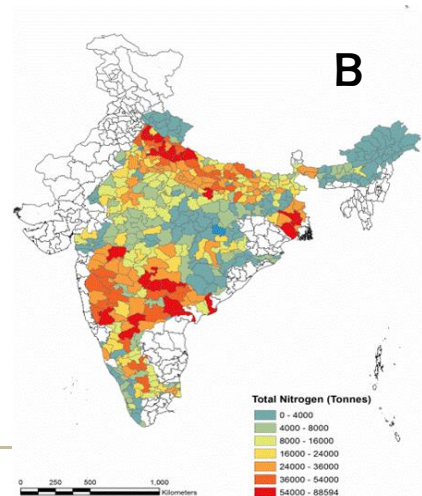 B
Total Nitrogen (Tonnes)
0 - 4000
4000 - 8000
8000 - 16000
16000 - 24000
24000 - 36000
36000 - 54000
54000 - 88594
0 250 500 1,000
Kilometers